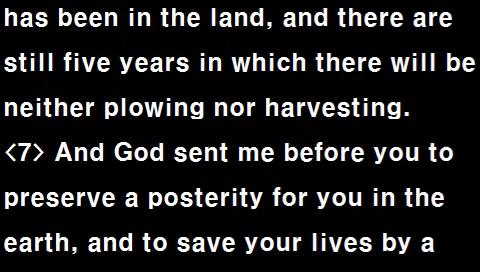 has been in the land, and there are
still five years in which there will be
neither plowing nor harvesting.
<7> And God sent me before you to
preserve a posterity for you in the
earth, and to save your lives by a